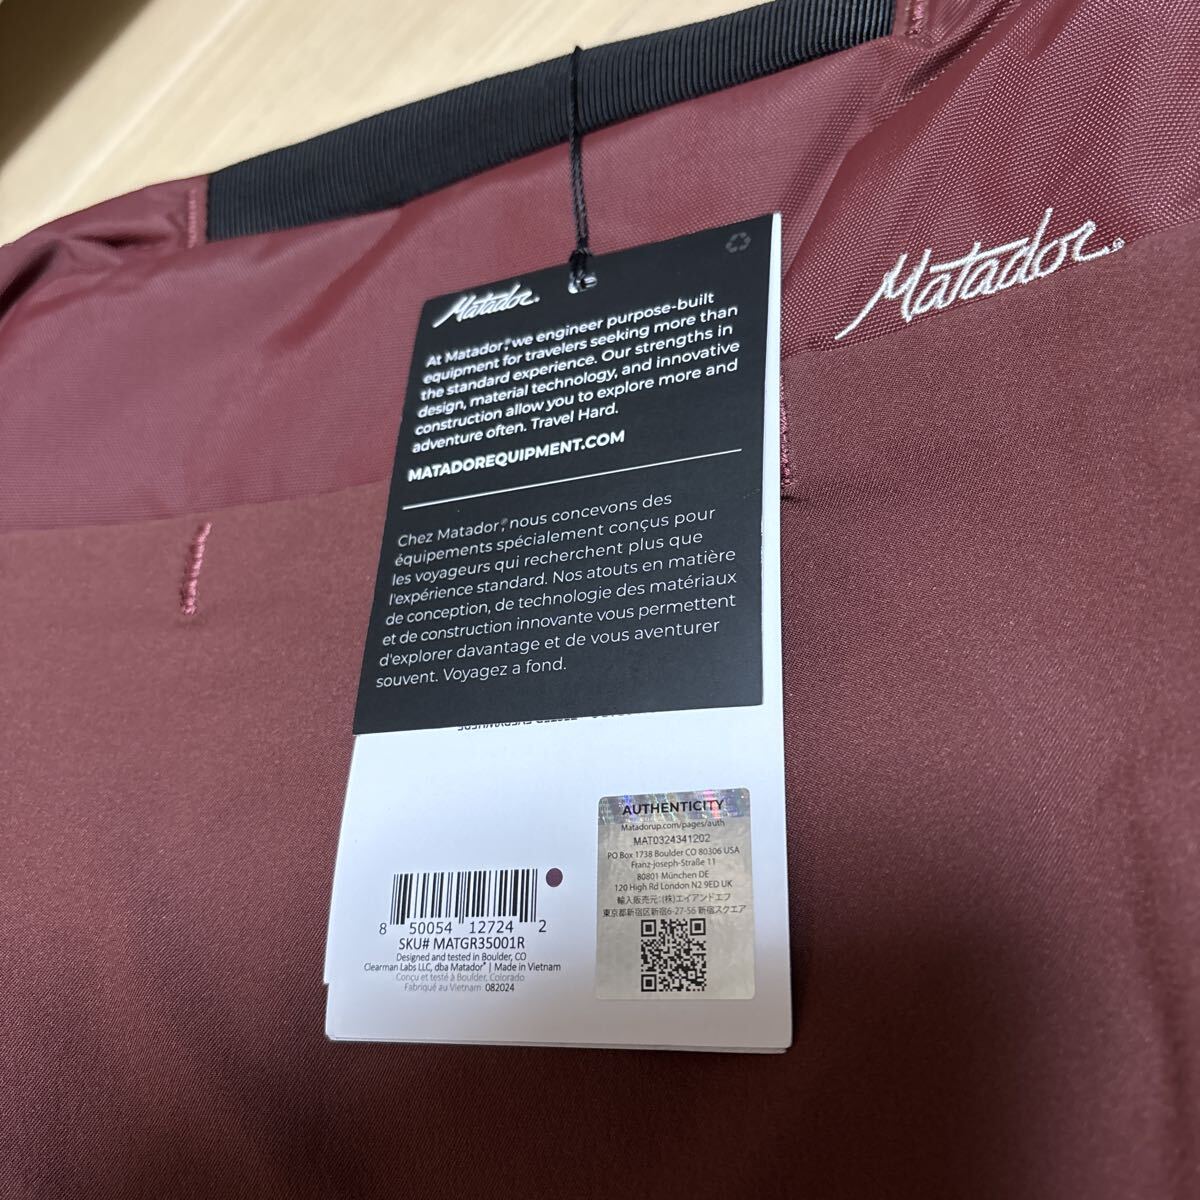 Matador®
Matador®
At Matador®, we engineer purpose-built
equipment for travelers seeking more than
the standard experience. Our strengths in
design, material technology, and innovative
construction allow you to explore more and
adventure often. Travel Hard.
MATADOREQUIPMENT.COM
Chez Matador®, nous concevons des
équipements spécialement conçus pour
les voyageurs qui recherchent plus que
l'expérience standard. Nos atouts en matière
de conception, de technologie des matériaux
et de construction innovante vous permettent
d'explorer davantage et de vous aventurer
souvent. Voyagez a fond.
8 50054 12724 2
SKU# MATGR35001R
Designed and tested in Boulder, CO
Clearman Labs LLC, dba Matador® | Made in Vietnam
Conçu et testé à Boulder, Colorado
Fabriqué au Vietnam 082024
AUTHENTICITY
Matadorup.com/pages/auth
MAT0324341202
PO Box 1738 Boulder CO 80306 USA
Franz-joseph-Straße 11
80801 München DE
120 High Rd London N2 9ED UK
輸入販売元:(株)エイアンドエフ
東京都新宿区新宿6-27-56 新宿スクエア